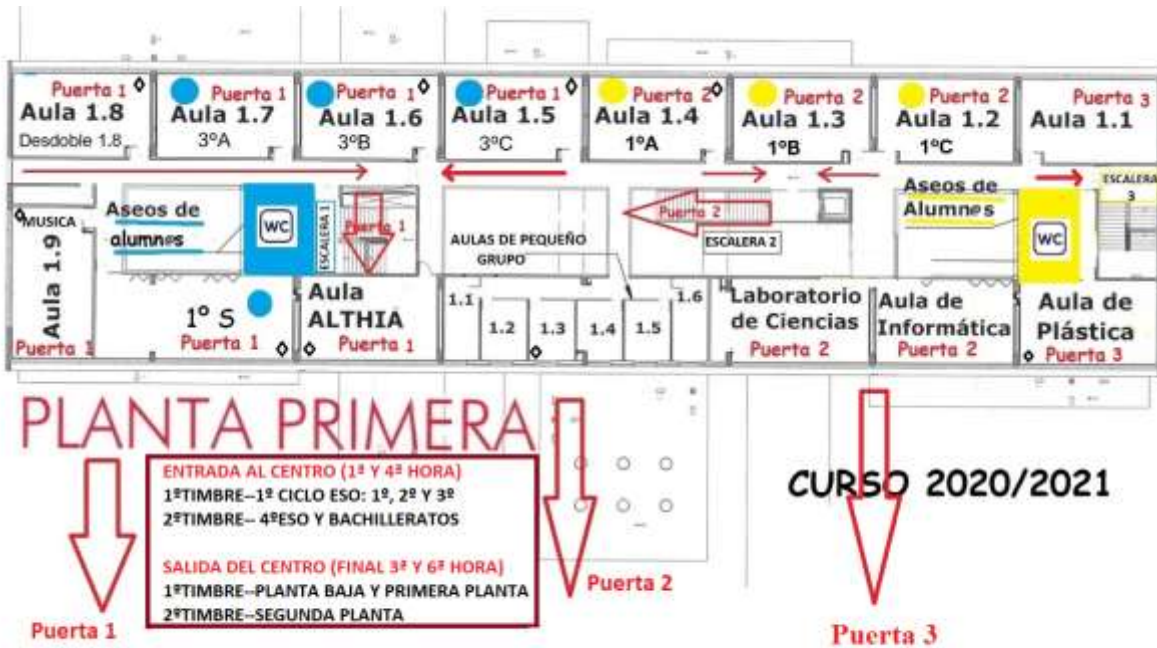 Puerta 1
Aula 1.8
Desdoble 1.8
Puerta 1
Aula 1.7
3ºA
Puerta 1
Aula 1.6
3ºB
Puerta 1
Aula 1.5
3ºC
Puerta 2
Aula 1.4
1ºA
Puerta 2
Aula 1.3
1ºB
Puerta 2
Aula 1.2
1ºC
Puerta 3
Aula 1.1
MUSICA
Aula 1.9
Puerta 1
Aseos de
alumn@s
WC
ESCALERA 1
Puerta 1
Puerta 2
ESCALERA 2
AULAS DE PEQUEÑO
GRUPO
Aseos de
Alumn@s
WC
ESCALERA
3
1º S
Puerta 1
Aula
ALTHIA
Puerta 1
1.1
1.2
1.3
1.4
1.5
1.6
Laboratorio
de Ciencias
Puerta 2
Aula de
Informática
Puerta 2
Aula de
Plástica
Puerta 3
PLANTA PRIMERA
ENTRADA AL CENTRO (1ª Y 4ª HORA)
1ºTIMBRE--1º CICLO ESO: 1º, 2º Y 3º
2ºTIMBRE-- 4ºESO Y BACHILLERATOS
SALIDA DEL CENTRO (FINAL 3ª Y 6ª HORA)
1ºTIMBRE--PLANTA BAJA Y PRIMERA PLANTA
2ºTIMBRE--SEGUNDA PLANTA
CURSO 2020/2021
Puerta 1
Puerta 2
Puerta 3